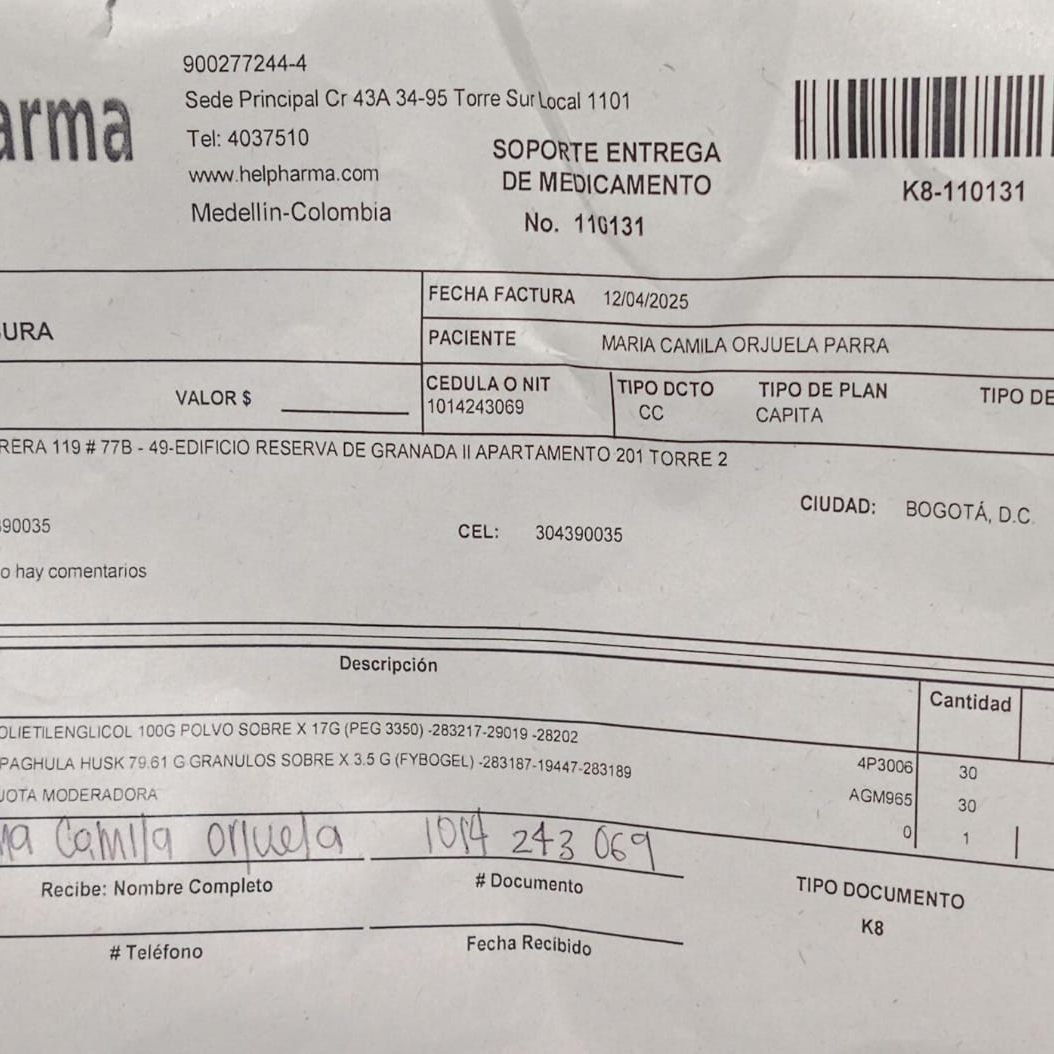 arma
900277244-4
Sede Principal Cr 43A 34-95 Torre Sur Local 1101
Tel: 4037510
www.helpharma.com
Medellín-Colombia
SOPORTE ENTREGA
DE MEDICAMENTO
No. 110131
K8-110131
URA
FECHA FACTURA 12/04/2025
PACIENTE MARIA CAMILA ORJUELA PARRA
VALOR $
CEDULA O NIT
1014243069
TIPO DCTO
CC
TIPO DE PLAN
CAPITA
TIPO DE
RERA 119 # 77B - 49-EDIFICIO RESERVA DE GRANADA II APARTAMENTO 201 TORRE 2
CIUDAD: BOGOTÁ, D.C.
90035 CEL: 304390035
o hay comentarios
Descripción Cantidad
OLIETILENGLICOL 100G POLVO SOBRE X 17G (PEG 3350) -283217-29019 -28202 4P3006 30
PAGHULA HUSK 79.61 G GRANULOS SOBRE X 3.5 G (FYBOGEL) -283187-19447-283189 AGM965 30
UOTA MODERADORA 0 1
na Camila Orjuela 1014 243 069
Recibe: Nombre Completo # Documento
TIPO DOCUMENTO
K8
# Teléfono Fecha Recibido